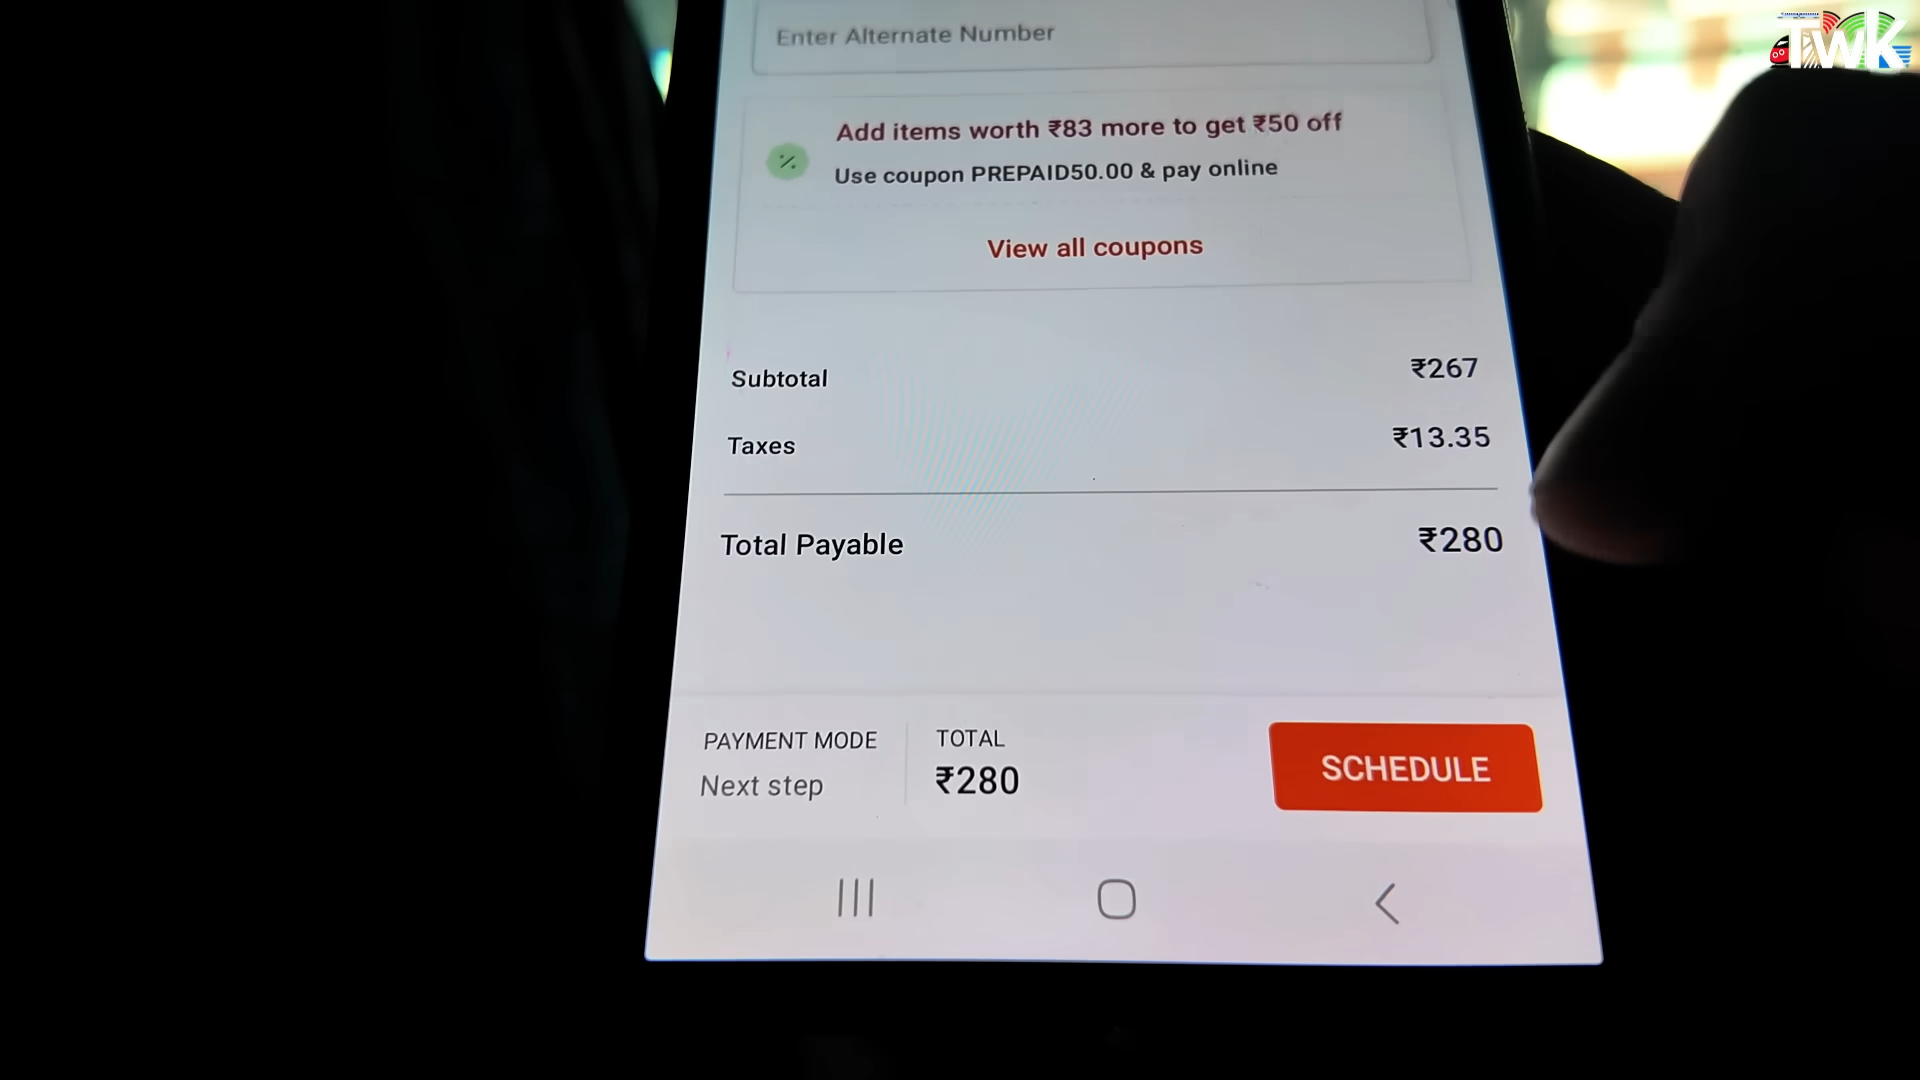 TwK
Enter Alternate Number
Add items worth ₹83 more to get ₹50 off
Use coupon PREPAID50.00 & pay online
View all coupons
Subtotal ₹267
Taxes ₹13.35
Total Payable ₹280
PAYMENT MODE TOTAL
Next step ₹280
SCHEDULE